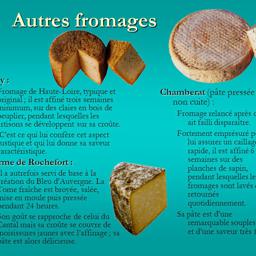 Autres fromages
y :
Fromage de Haute-Loire, typique et
original ; il est affiné trois semaines
minimum, sur des claies en bois de
peuplier, pendant lesquelles les
artisons se développent sur sa croûte.
C'est ce qui lui confère cet aspect
rustique et qui lui donne sa saveur
caractéristique.
rme de Rochefort :
Il a autrefois servi de base à la
création du Bleu d'Auvergne. La
tome fraîche est broyée, salée,
mise en moule puis pressée
pendant 24 heures.
Son goût se rapproche de celui du
Cantal mais sa croûte se couvre de
moisissures jaunes avec l'affinage ; sa
pâte est alors délicieuse.
Chamberat (pâte pressée
non cuite) :
Fromage relancé après c
ait failli disparaître.
Fortement emprésuré po
lui assurer un caillage
rapide, il est affiné 6
semaines sur des
planches de sapin,
pendant lesquelles les
fromages sont lavés e
retournés
quotidiennement.
Sa pâte est d'une
remarquable souples
et d'une saveur très f